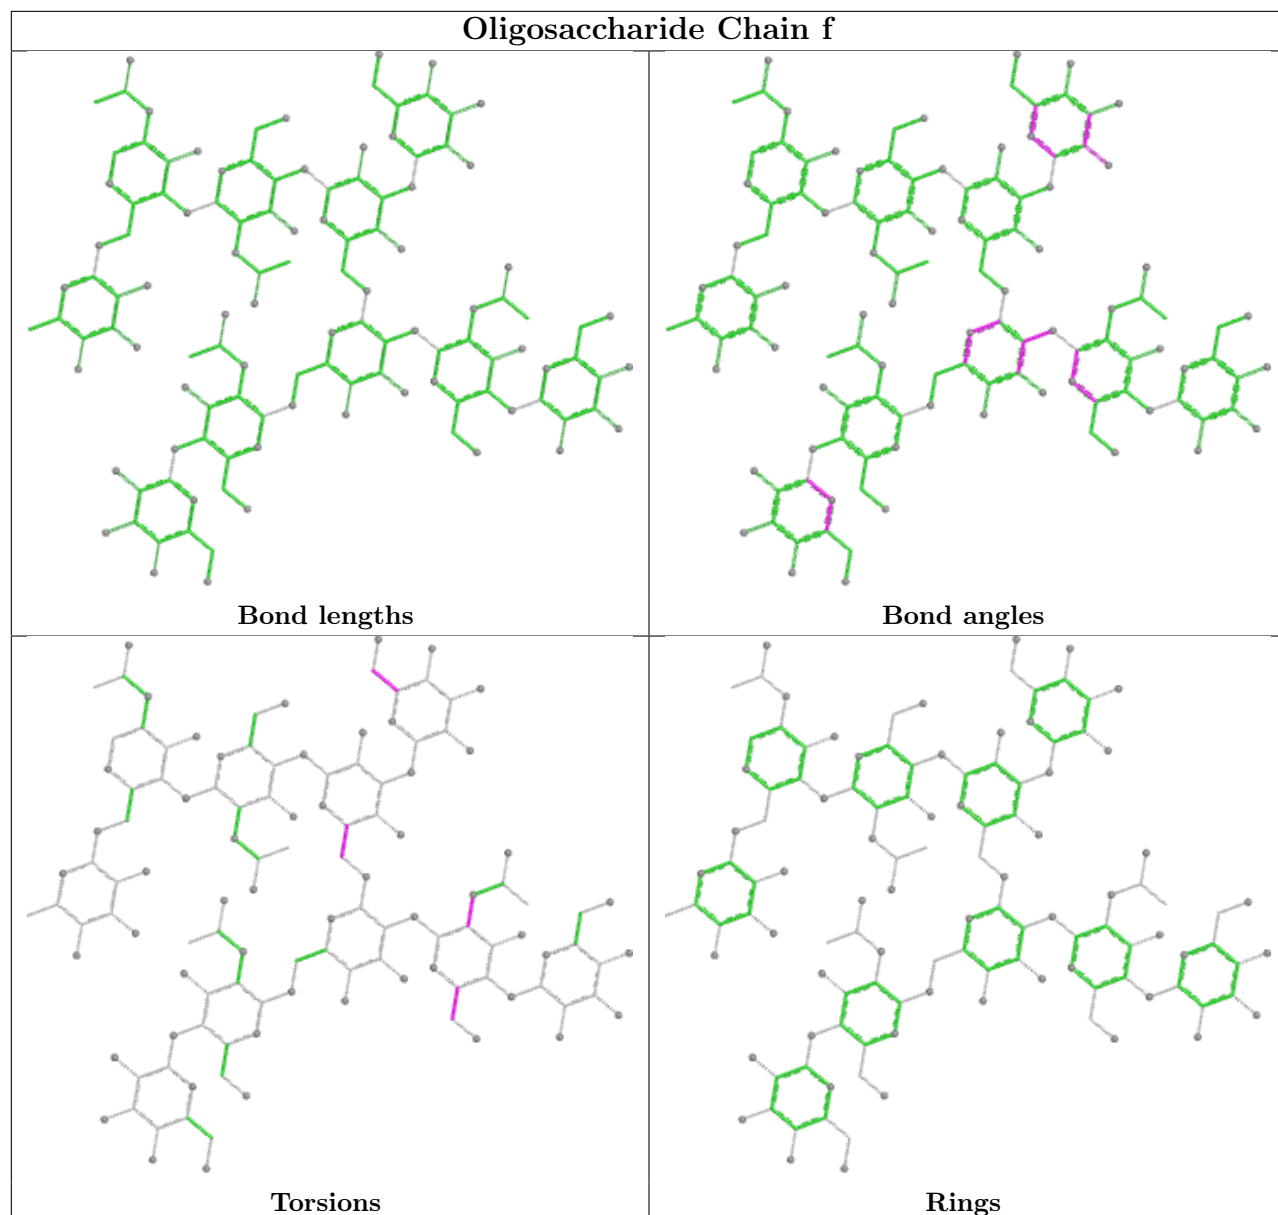 Oligosaccharide Chain f
Bond lengths
Bond angles
Torsions
Rings